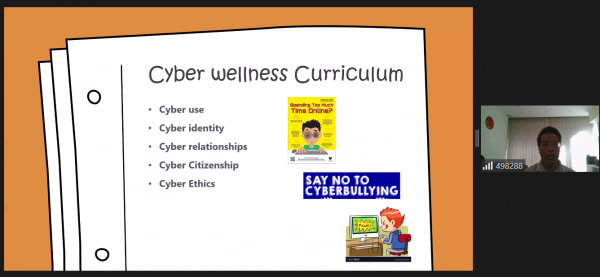 Cyber wellness Curriculum
• Cyber use
• Cyber identity
• Cyber relationships
• Cyber Citizenship
• Cyber Ethics
Spending Too Much
Time Online?
SAY NO TO
CYBERBULLYING
498288